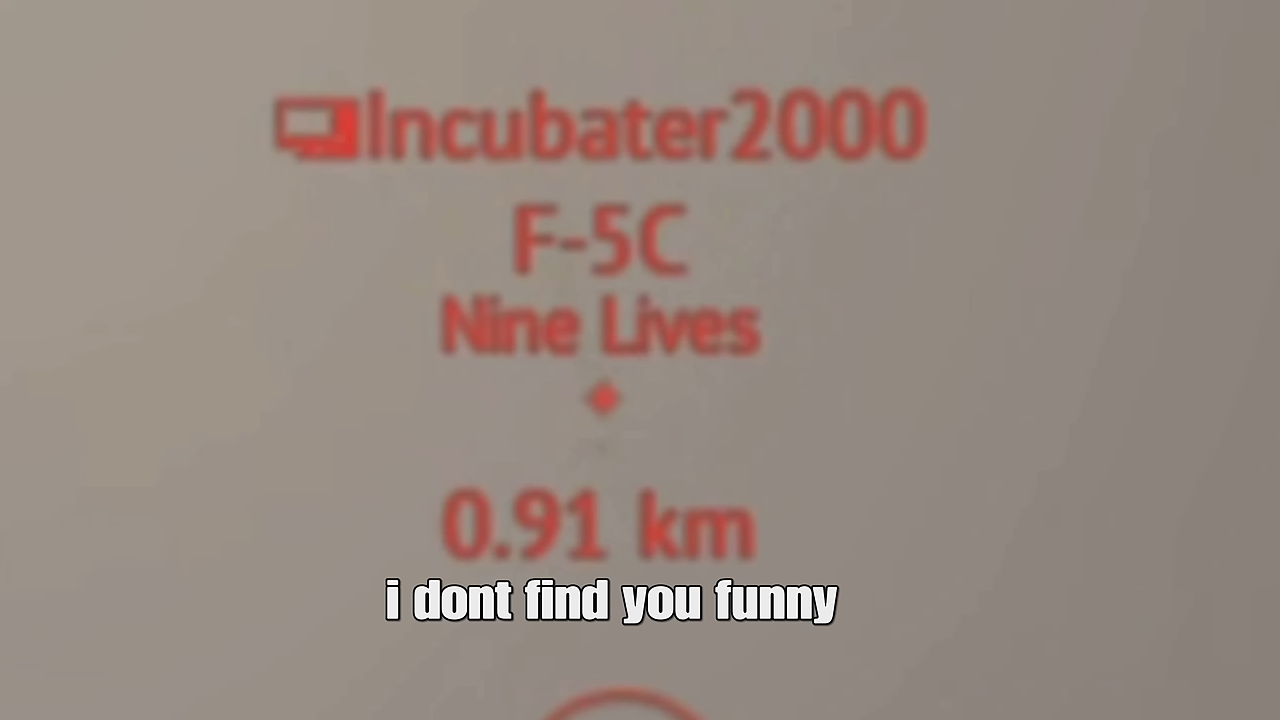 Incubater2000
F-5C
Nine Lives
0.91 km
i dont find you funny